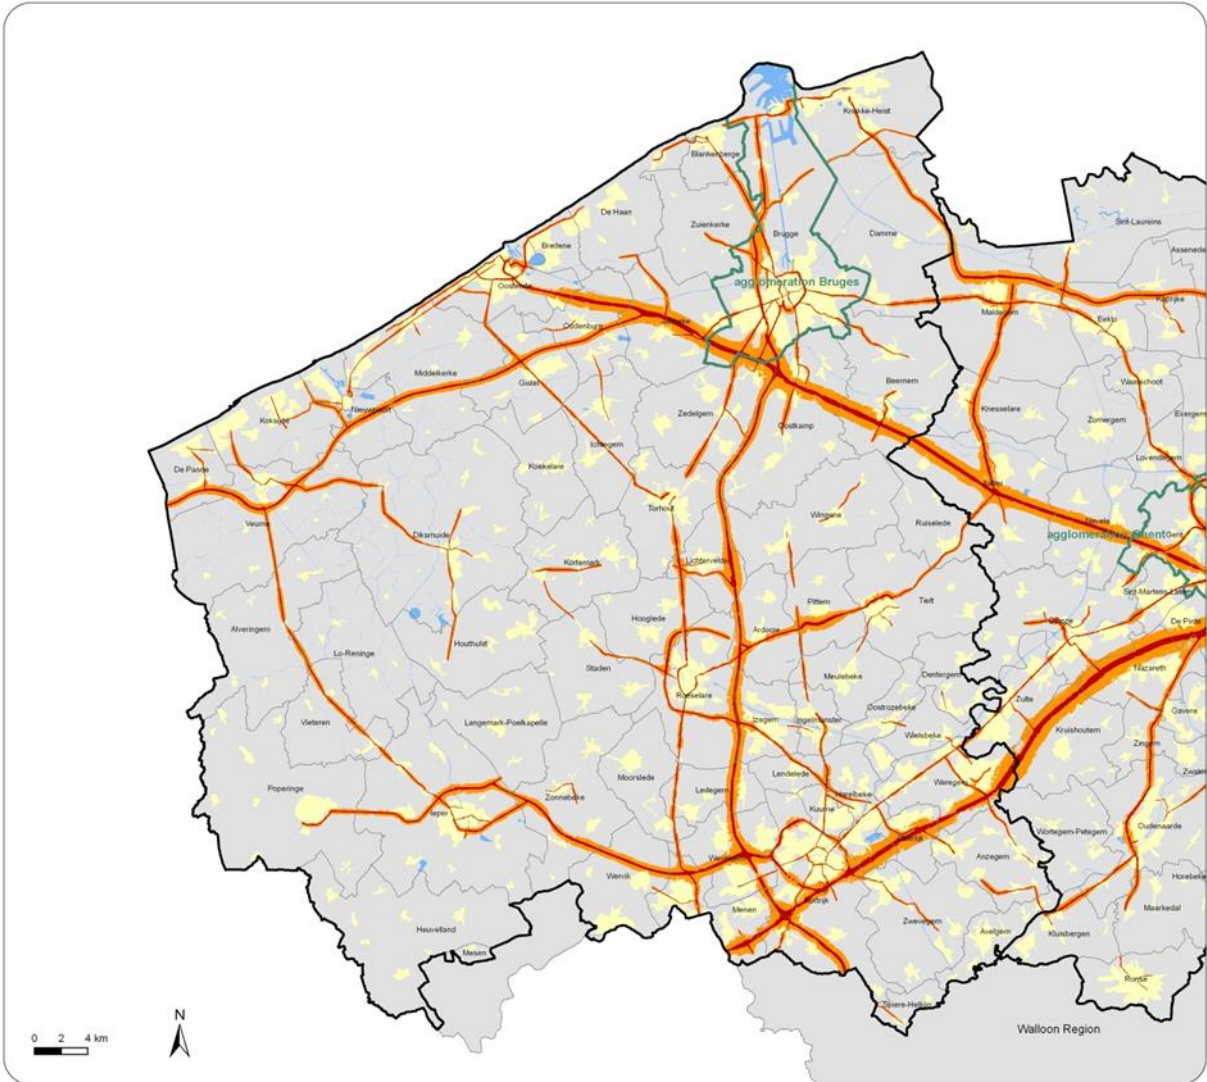 Knokke-Heist
Blankenberge
De Haan
Zuienkerke
Brugge
Damme
Sint-Laureins
Bredene
Assenede
agglomeration Bruges
Oostende
Kaprijke
Maldegem
Eeklo
Oudenburg
Jabbeke
Middelkerke
Gistel
Beernem
Waarschoot
Nieuwpoort
Knesselare
Zomergem
Evergem
Koksijde
Zedelgem
Oostkamp
Ichtegem
Lovendegem
De Panne
Koekelare
Aalter
Torhout
Wingene
Veurne
Ruiselede
Nevele
Diksmuide
agglomeration Ghent
Gent
Kortemark
Lichtervelde
Sint-Martens-Latem
Pittem
Tielt
Hooglede
Deinze
De Pinte
Alveringem
Ardooie
Houthulst
Lo-Reninge
Staden
Nazareth
Meulebeke
Dentergem
Roeselare
Zulte
Oostrozebeke
Gavere
Vleteren
Langemark-Poelkapelle
Izegem
Ingelmunster
Kruishoutem
Wielsbeke
Zingem
Moorslede
Lendelede
Zwalm
Poperinge
Ledegem
Waregem
Zonnebeke
Harelbeke
Ieper
Kuurne
Oudenaarde
Wortegem-Petegem
Deerlijk
Wevelgem
Anzegem
Wervik
Horebeke
Kortrijk
Menen
Maarkedal
Zwevegem
Heuvelland
Avelgem
Kluisbergen
Mesen
Ronse
Spiere-Helkijn
N
Walloon Region
0 2 4 km